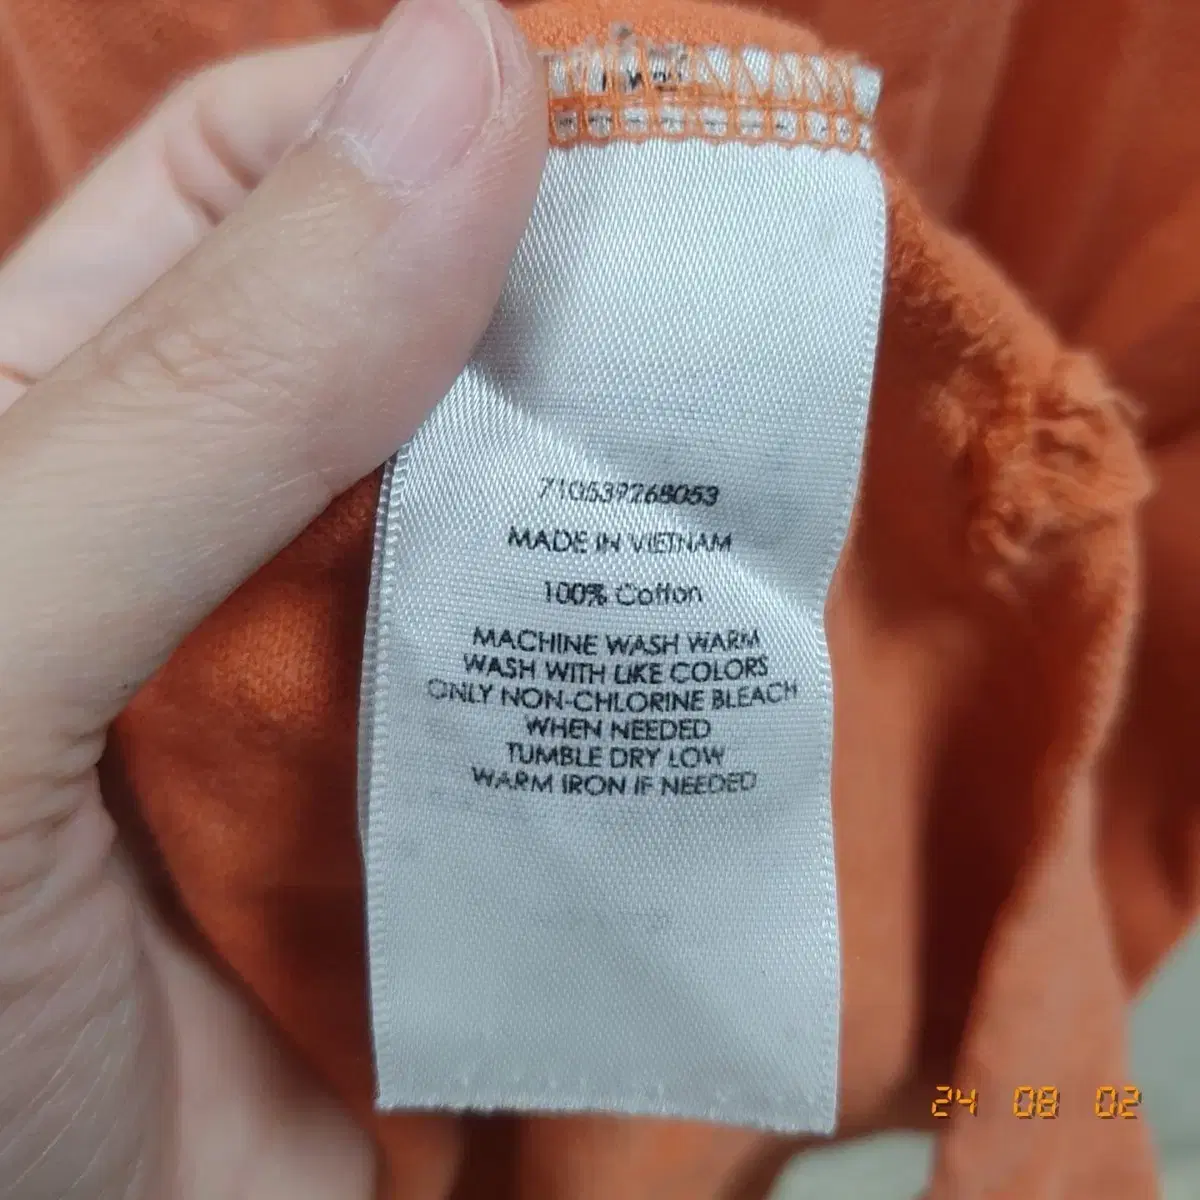 710539268053
MADE IN VIETNAM
100% Cotton
MACHINE WASH WARM
WASH WITH LIKE COLORS
ONLY NON-CHLORINE BLEACH
WHEN NEEDED
TUMBLE DRY LOW
WARM IRON IF NEEDED
24 08 02